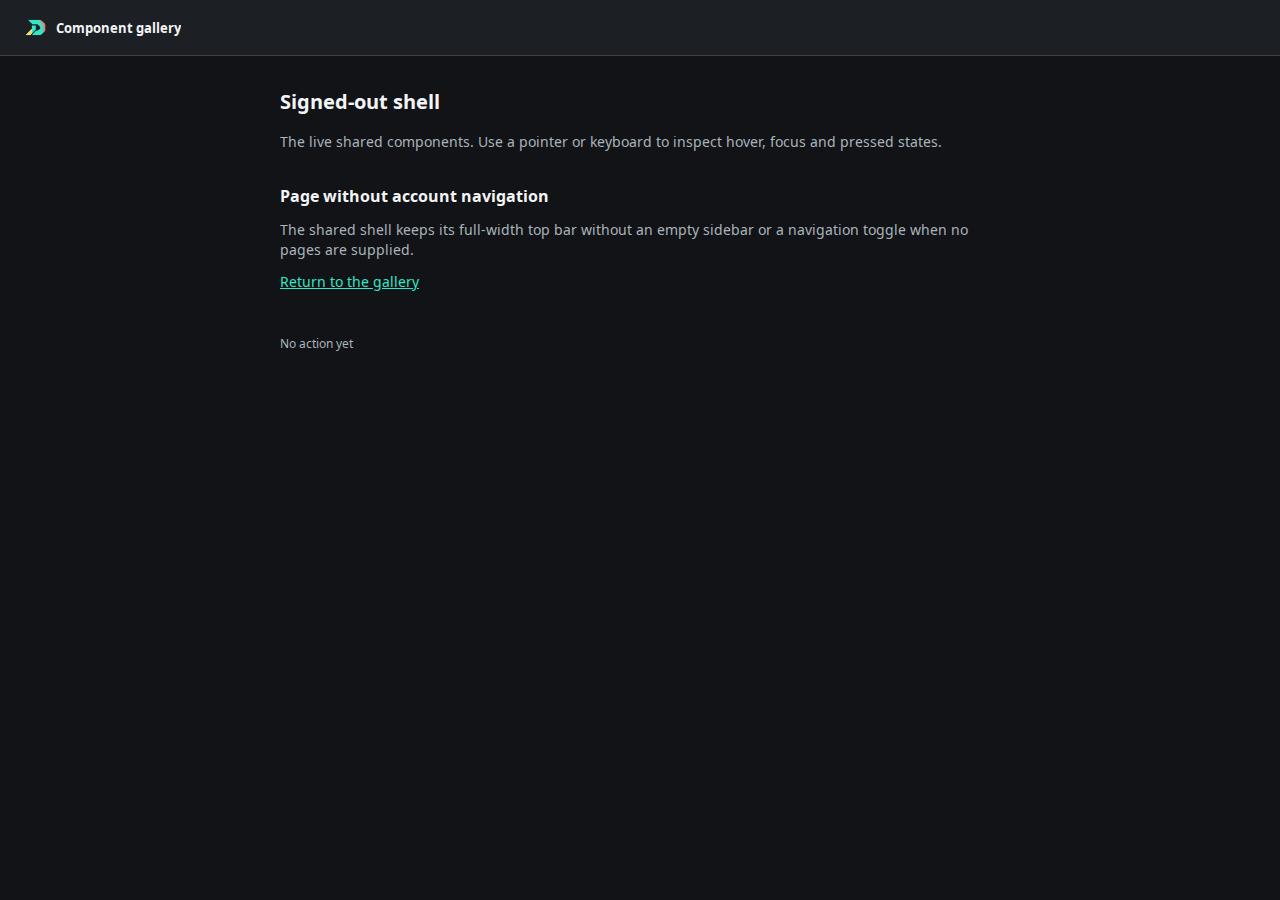 Component gallery
Signed-out shell
The live shared components. Use a pointer or keyboard to inspect hover, focus and pressed states.
Page without account navigation
The shared shell keeps its full-width top bar without an empty sidebar or a navigation toggle when no
pages are supplied.
Return to the gallery
No action yet